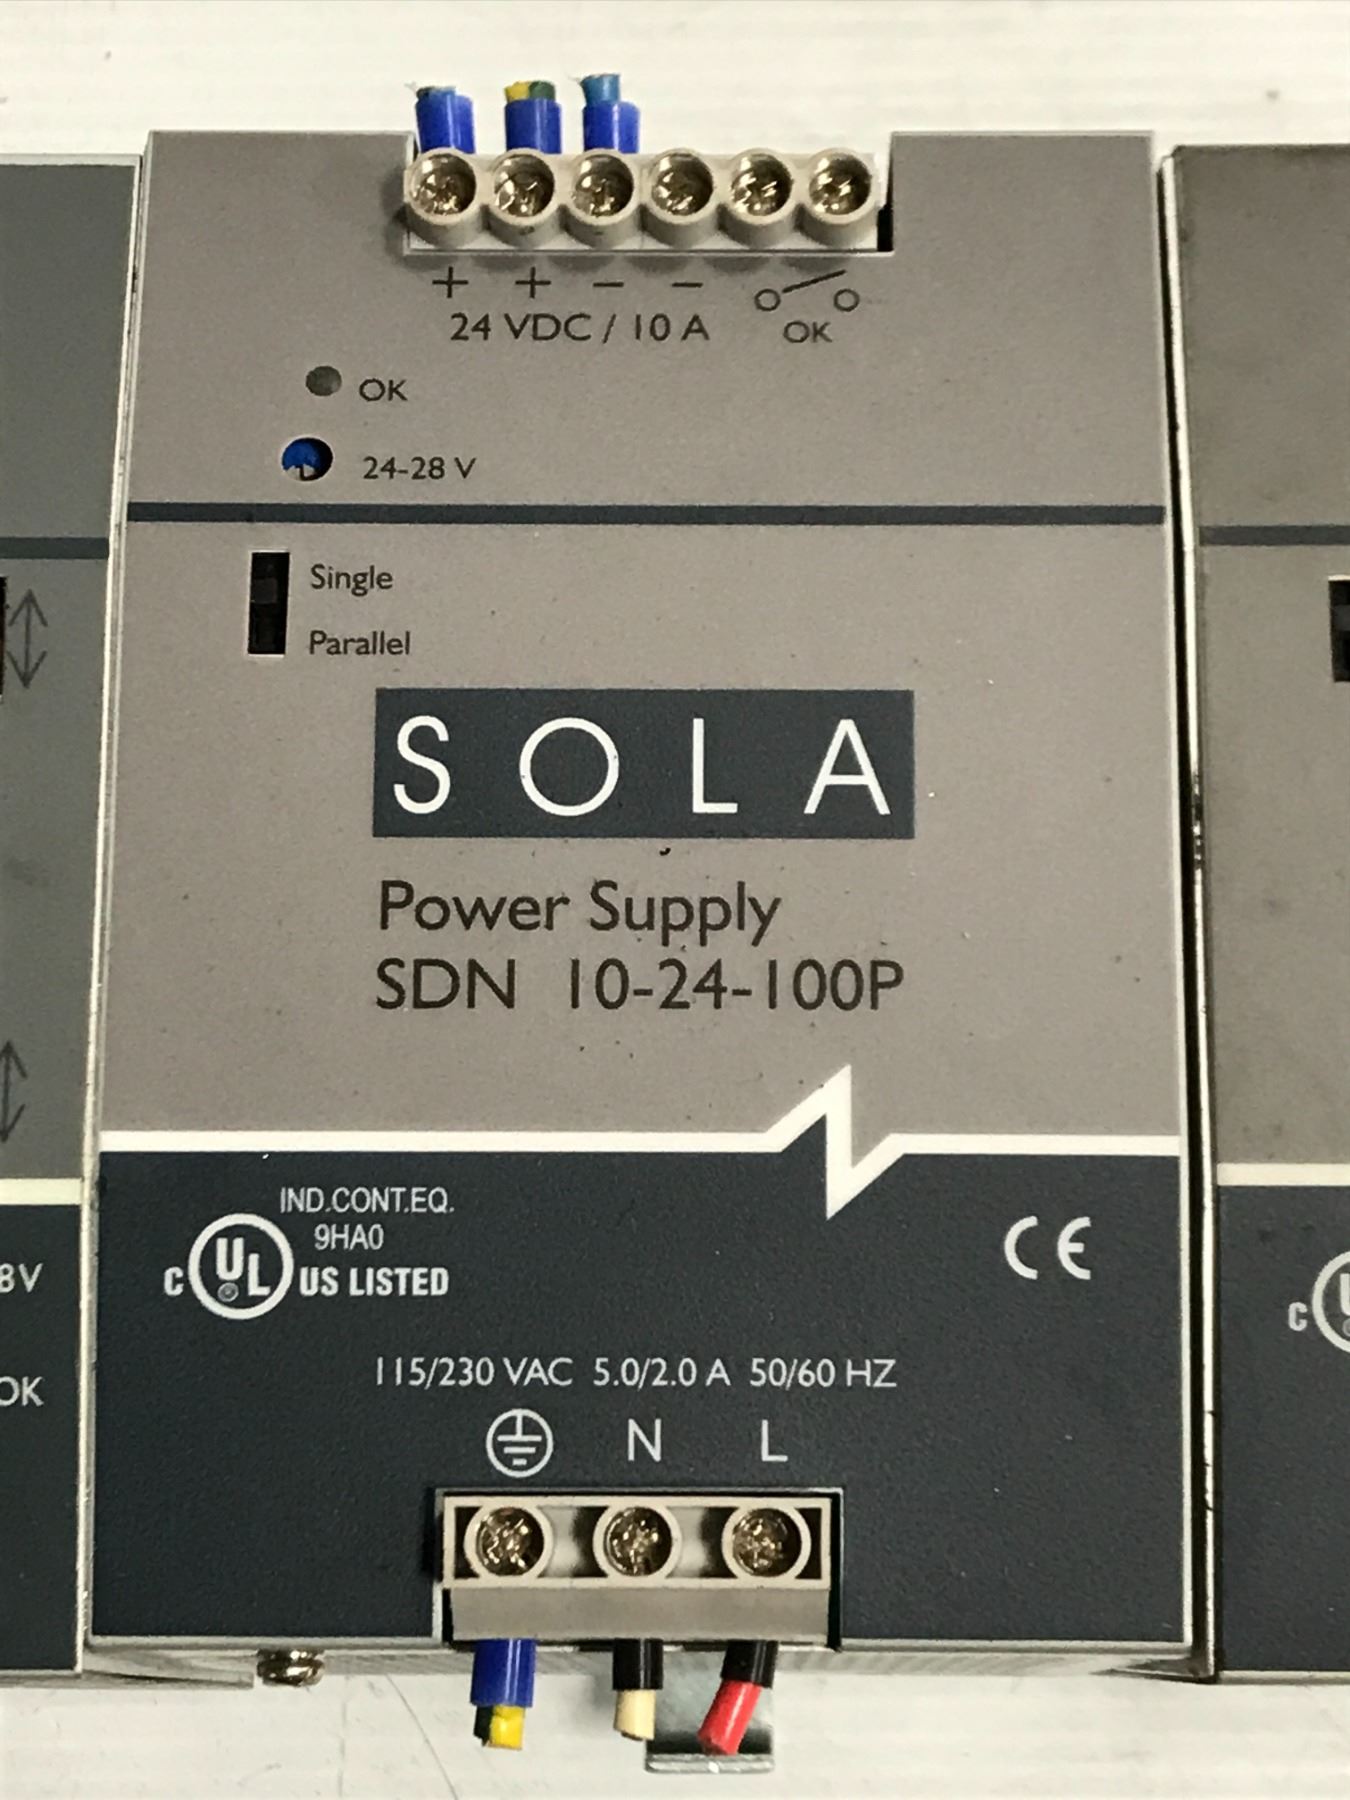 + + − −
24 VDC / 10 A
OK
OK
24-28 V
Single
Parallel
SOLA
Power Supply
SDN 10-24-100P
IND.CONT.EQ.
9HA0
C UL US LISTED
CE
8V
OK
115/230 VAC 5.0/2.0 A 50/60 HZ
N L
C